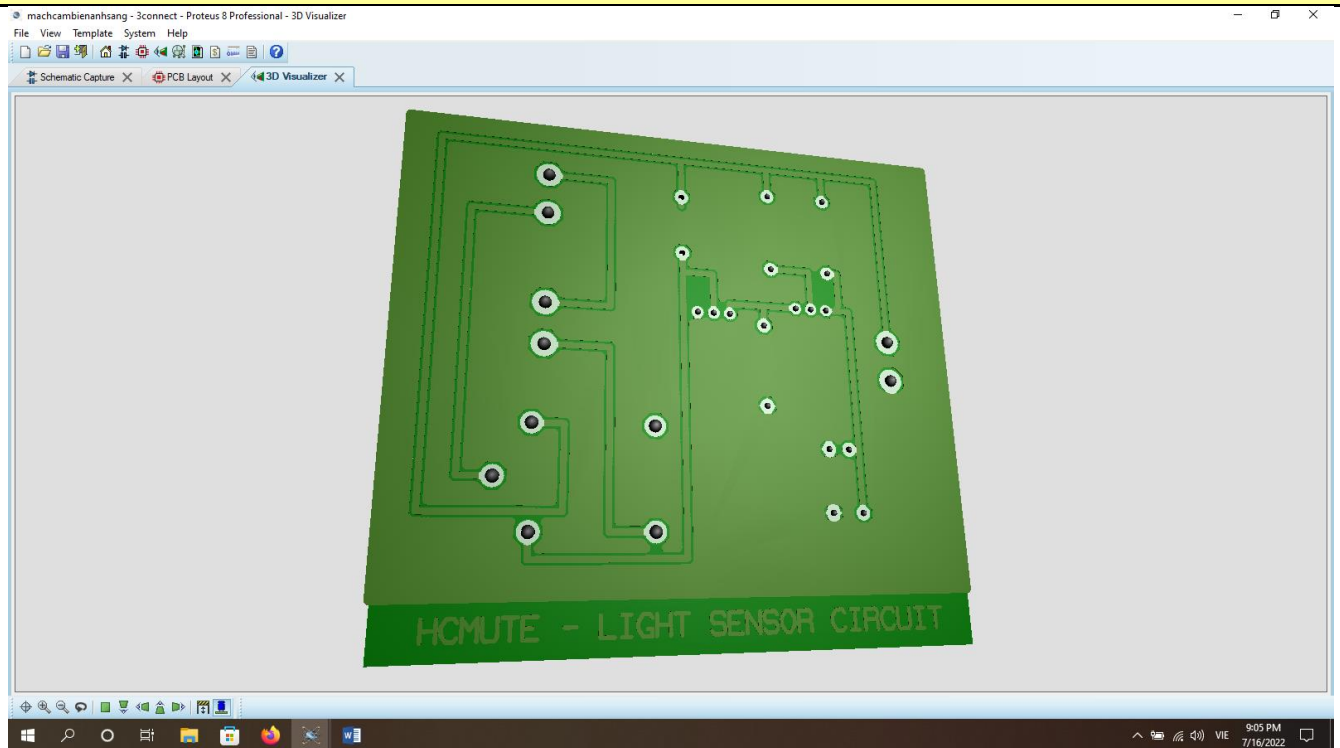 machcambienanhsang - 3connect - Proteus 8 Professional - 3D Visualizer
File View Template System Help
Schematic Capture PCB Layout 3D Visualizer
HCMUTE - LIGHT SENSOR CIRCUIT
VIE
9:05 PM
7/16/2022